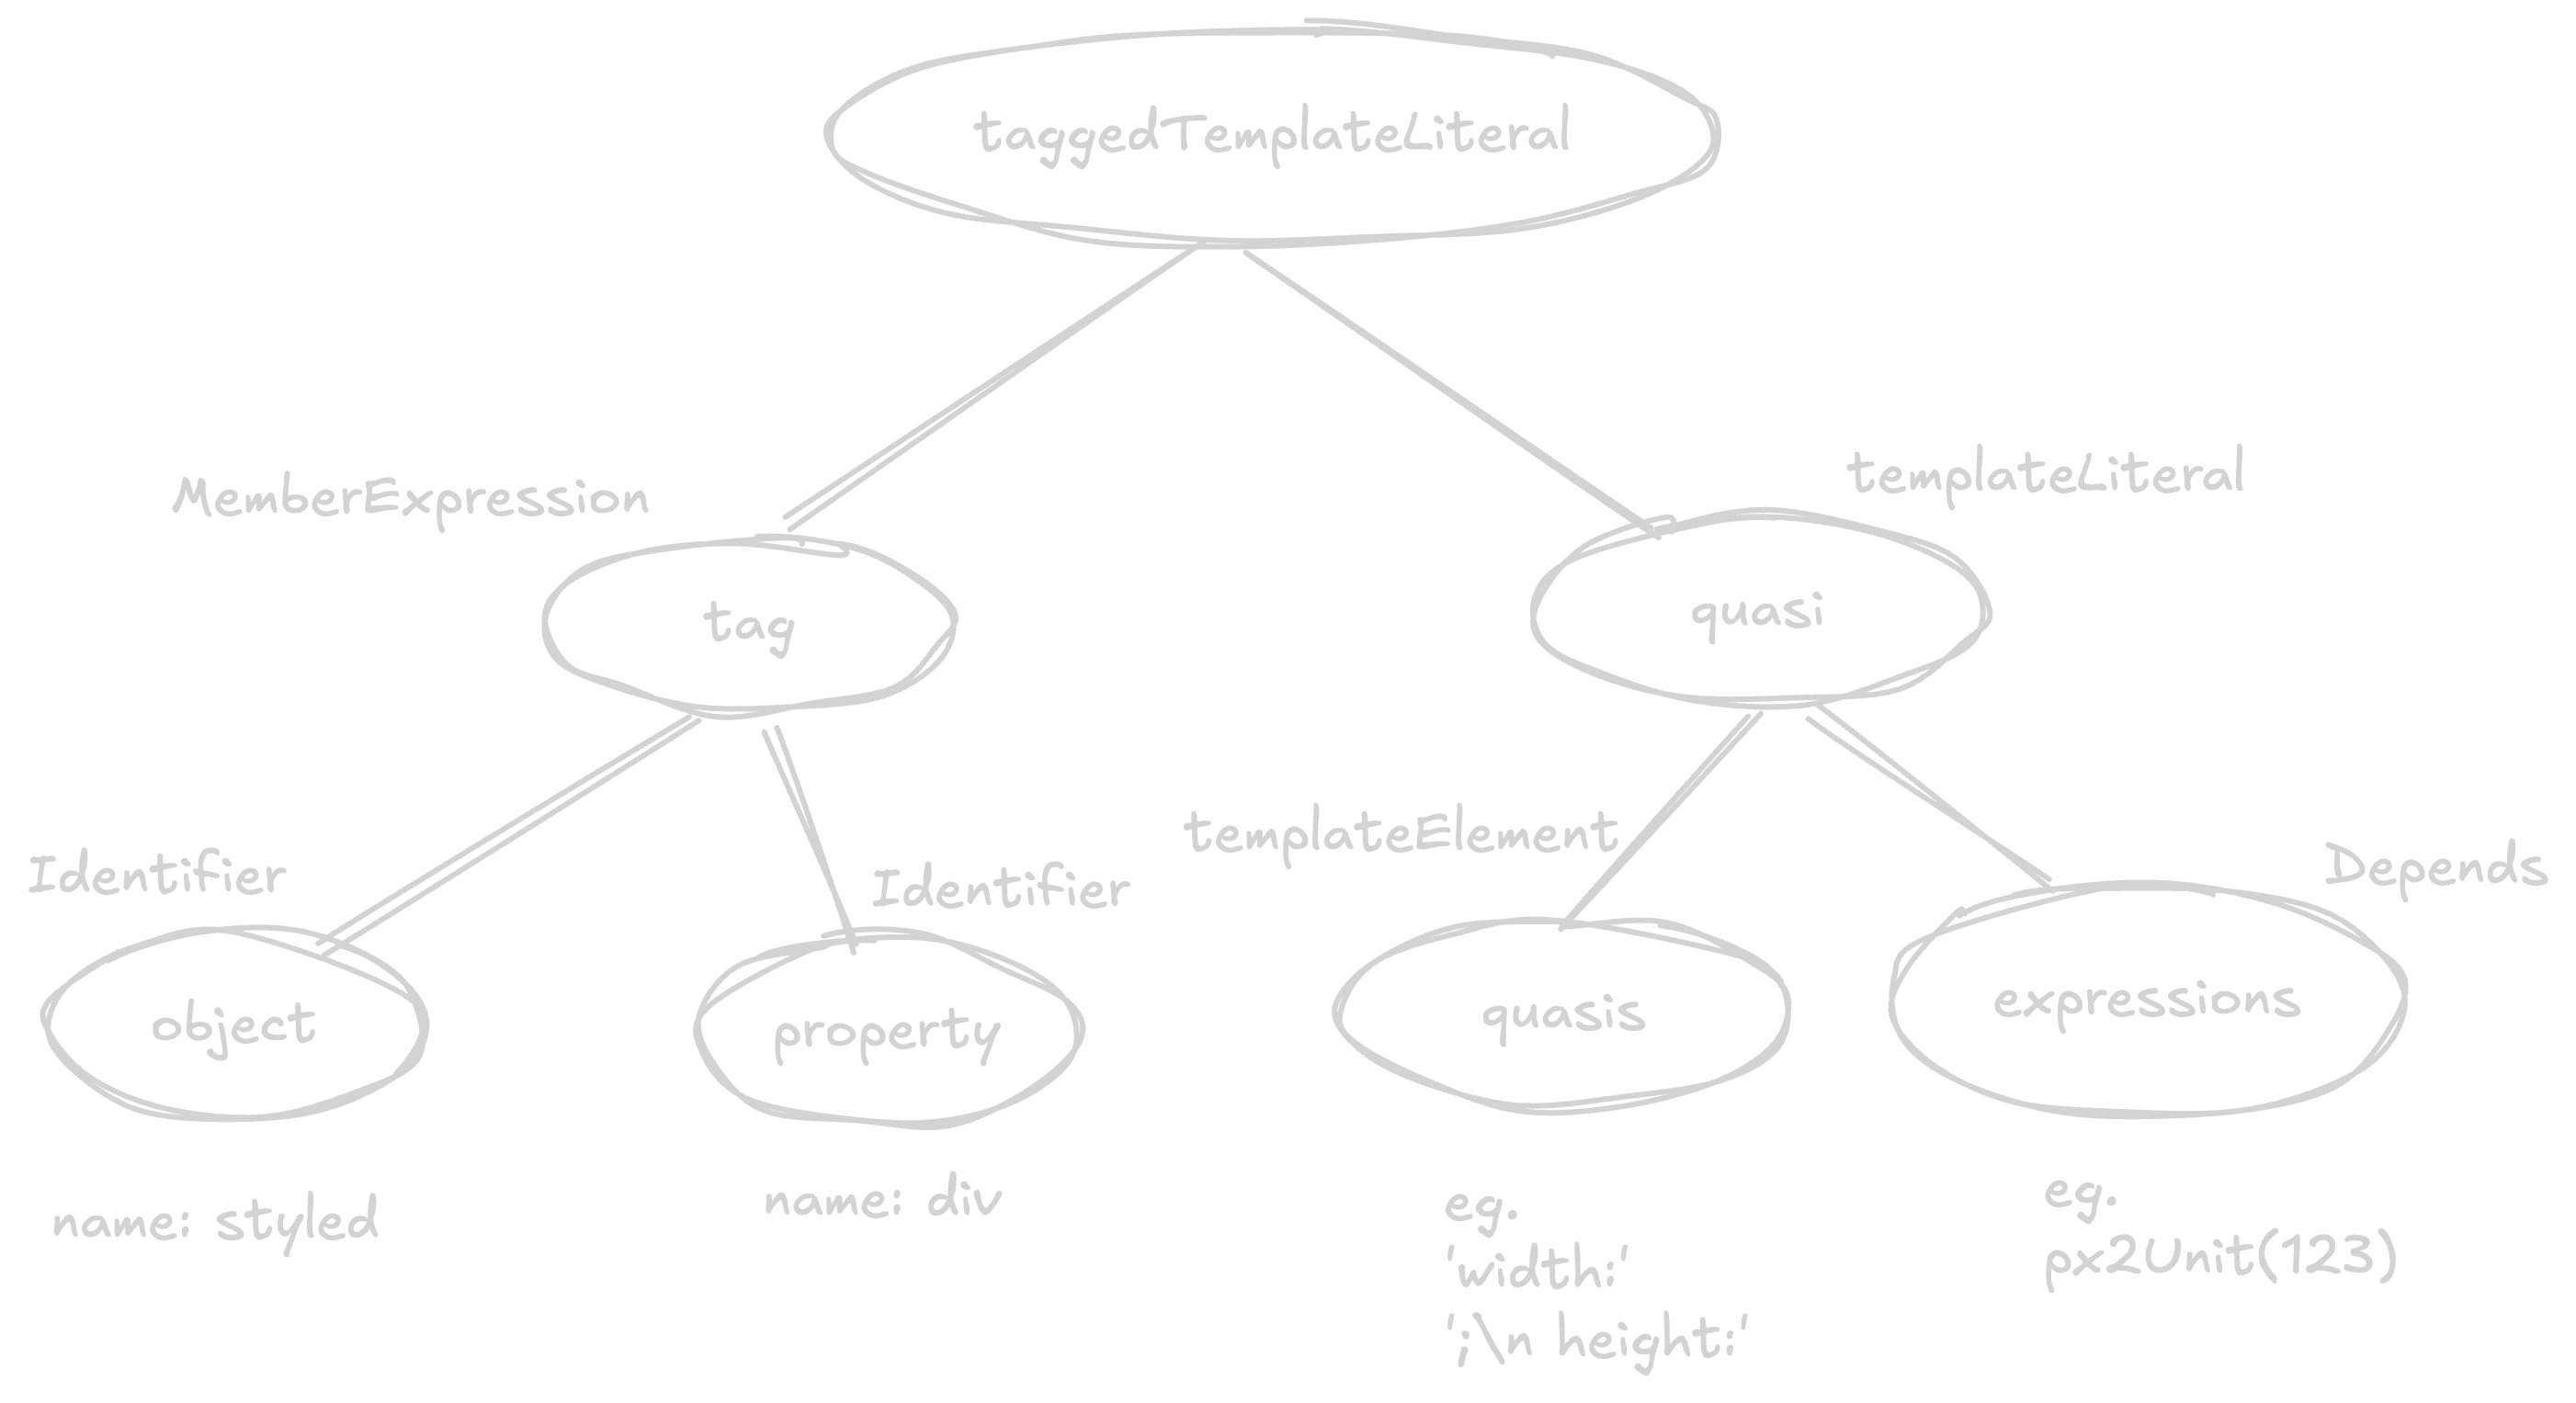 taggedTemplateLiteral
MemberExpression
templateLiteral
tag
quasi
Identifier
Identifier
templateElement
Depends
object
property
quasis
expressions
name: styled
name: div
eg.
'width:'
';\n height:'
eg.
px2Unit(123)